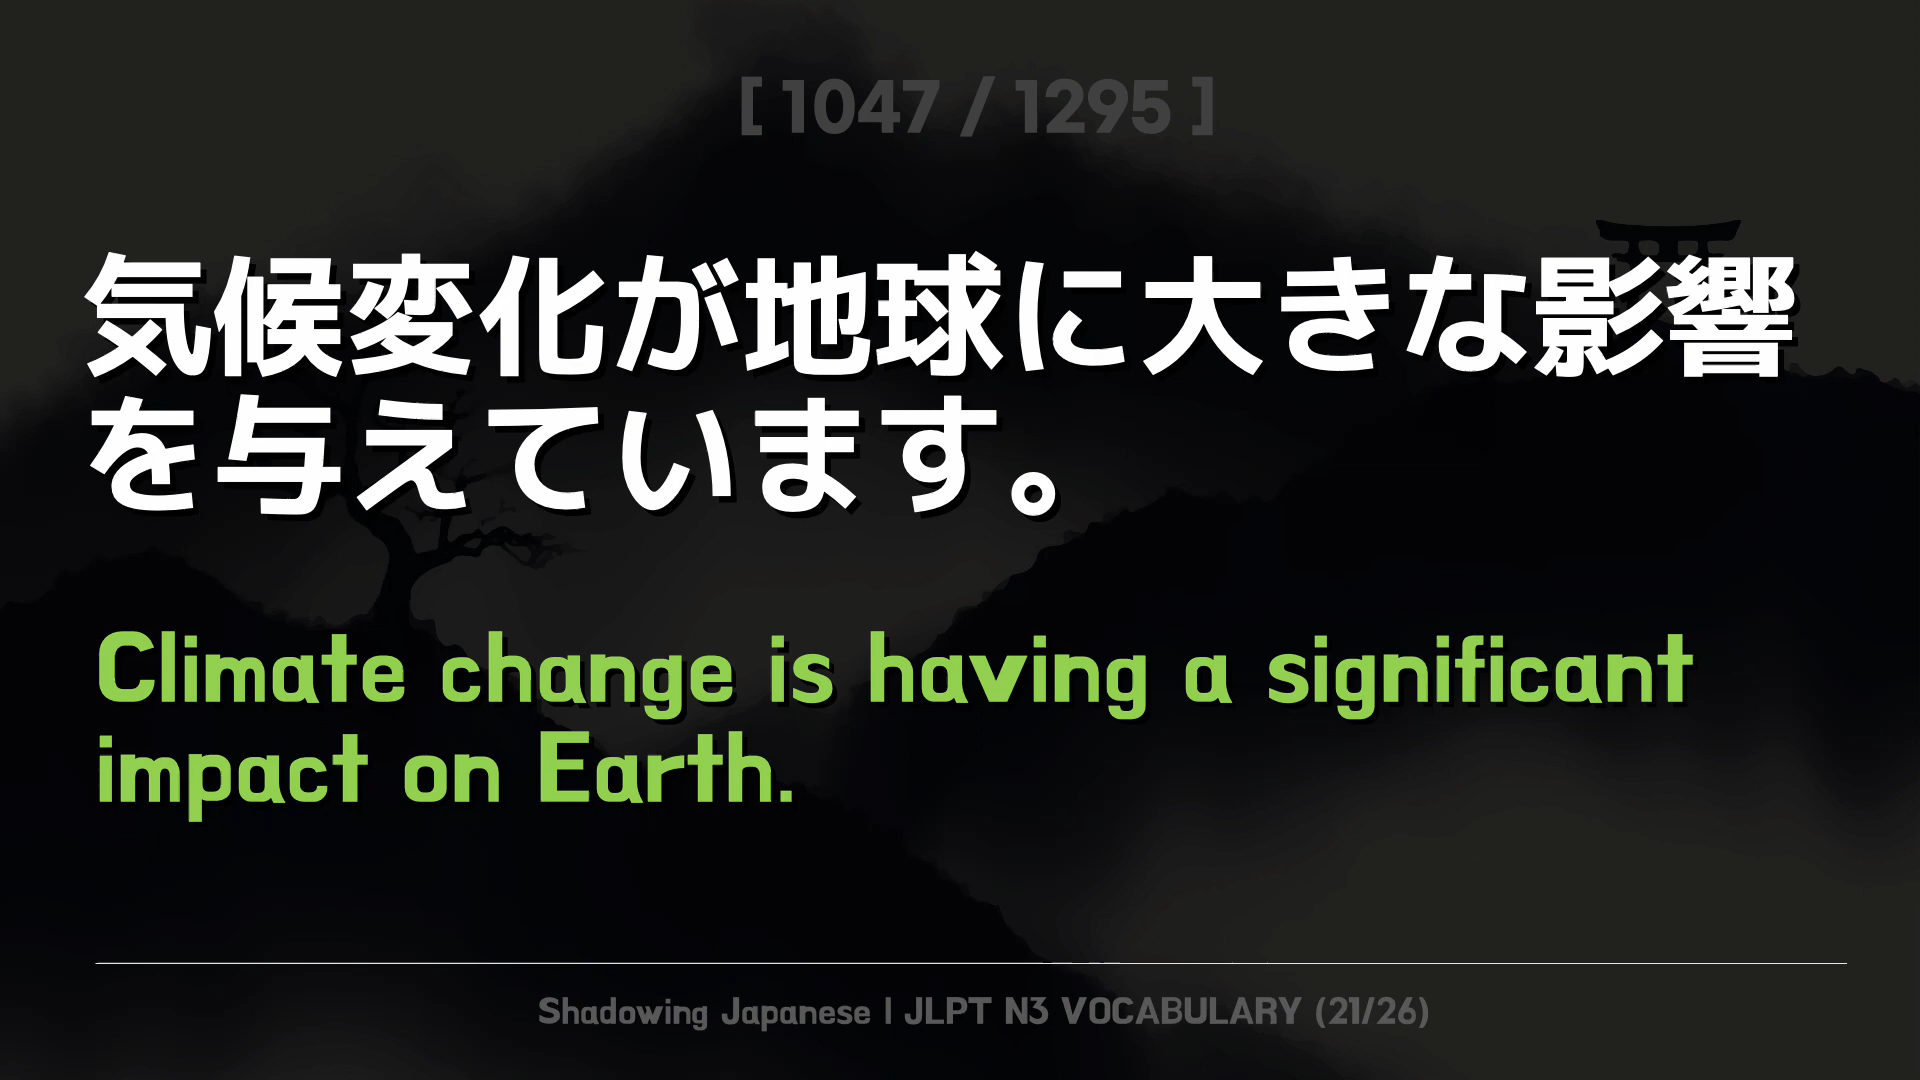 [ 1047 / 1295 ]
気候変化が地球に大きな影響
を与えています。
Climate change is having a significant
impact on Earth.
Shadowing Japanese | JLPT N3 VOCABULARY (21/26)